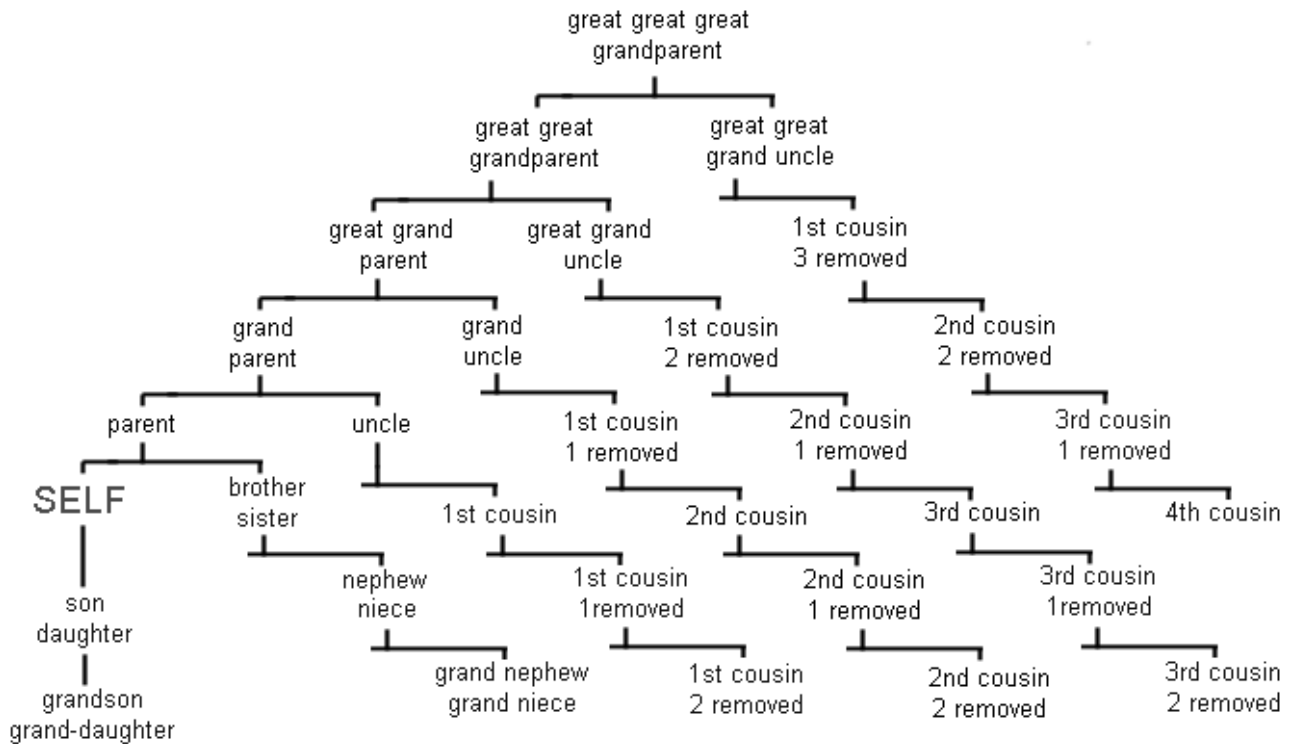 great great great
grandparent
great great
grandparent
great great
grand uncle
great grand
parent
great grand
uncle
1st cousin
3 removed
grand
parent
grand
uncle
1st cousin
2 removed
2nd cousin
2 removed
parent
uncle
1st cousin
1 removed
2nd cousin
1 removed
3rd cousin
1 removed
SELF
brother
sister
1st cousin
2nd cousin
3rd cousin
4th cousin
son
daughter
nephew
niece
1st cousin
1removed
2nd cousin
1 removed
3rd cousin
1removed
grandson
grand-daughter
grand nephew
grand niece
1st cousin
2 removed
2nd cousin
2 removed
3rd cousin
2 removed